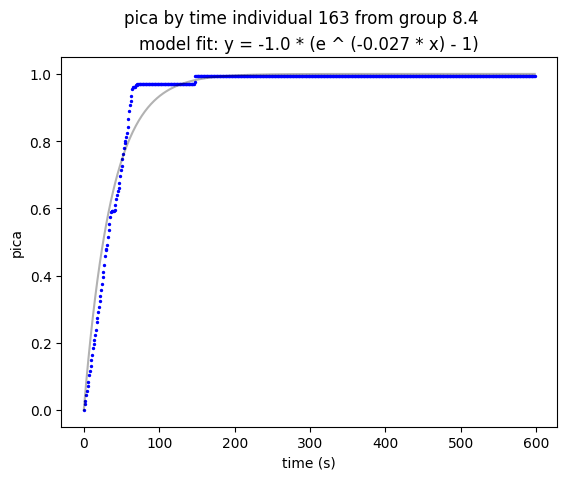 pica by time individual 163 from group 8.4
model fit: y = -1.0 * (e ^ (-0.027 * x) - 1)
1.0
0.8
0.6
0.4
0.2
0.0
pica
0 100 200 300 400 500 600
time (s)